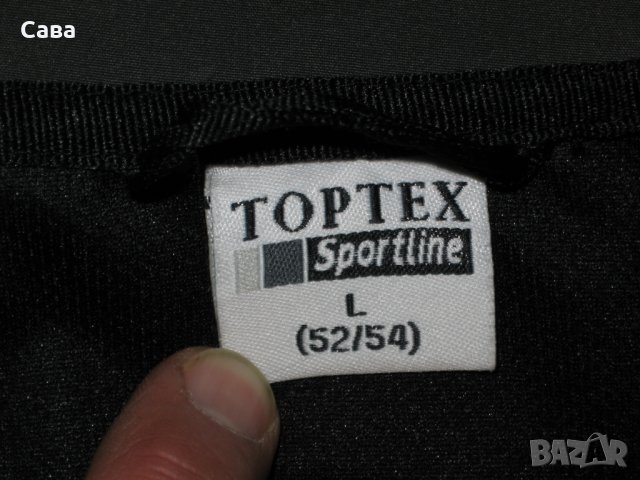 Сава
TOPTEX
Sportline
L
(52/54)
BAZAR